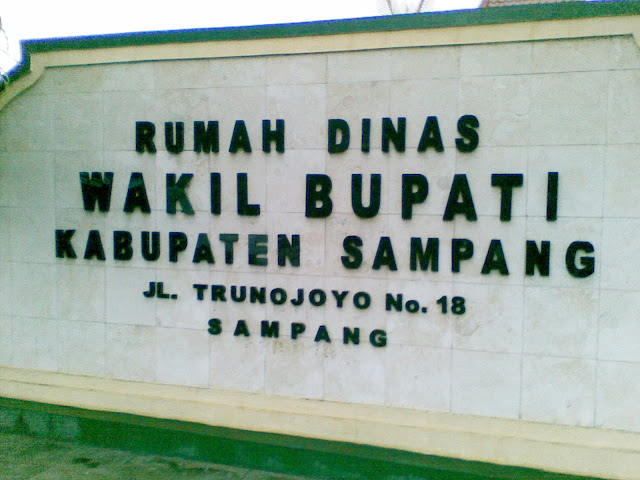 RUMAH DINAS
WAKIL BUPATI
KABUPATEN SAMPANG
JL. TRUNOJOYO No. 18
SAMPANG